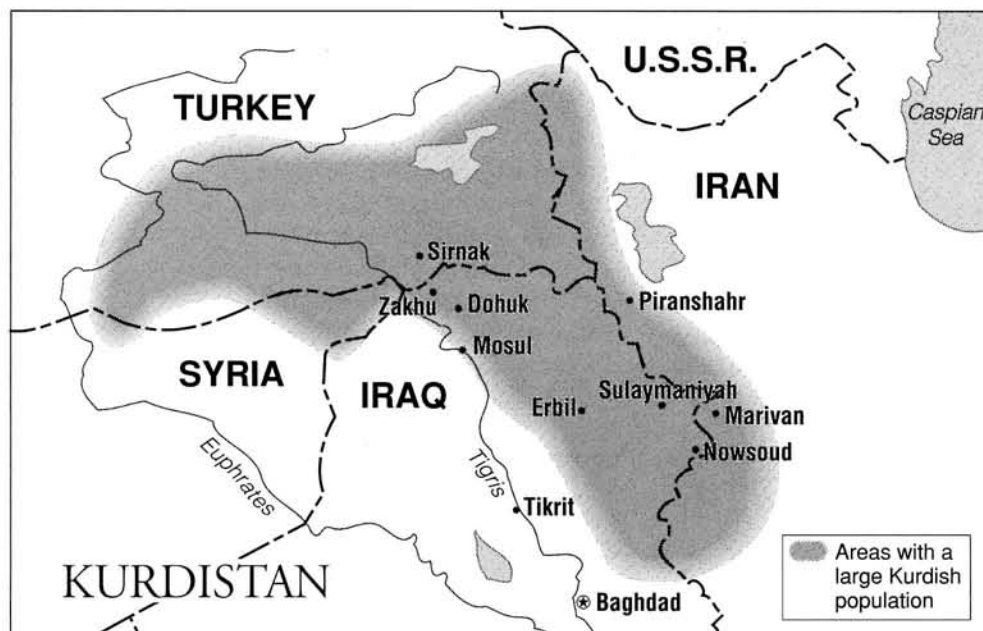 U.S.S.R.
TURKEY
Caspian
Sea
IRAN
Sirnak
Zakhu
Dohuk
Piranshahr
Mosul
SYRIA
IRAQ
Sulaymaniyah
Erbil
Marivan
Nowsoud
Euphrates
Tigris
Tikrit
KURDISTAN
Baghdad
Areas with a
large Kurdish
population